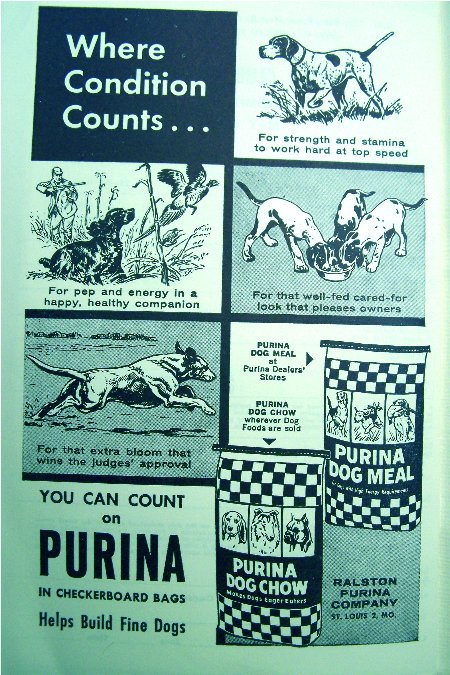 Where
Condition
Counts...
For strength and stamina
to work hard at top speed
For pep and energy in a
happy, healthy companion
For that well-fed cared-for
look that pleases owners
For that extra bloom that
wins the judges' approval
PURINA
DOG MEAL
at
Purina Dealers'
Stores
PURINA
DOG CHOW
wherever Dog
Foods are sold
PURINA
DOG MEAL
High Energy Requirements
PURINA
DOG CHOW
Makes Dogs Eager Eaters
YOU CAN COUNT
on
PURINA
IN CHECKERBOARD BAGS
Helps Build Fine Dogs
RALSTON
PURINA
COMPANY
ST. LOUIS 2, MO.